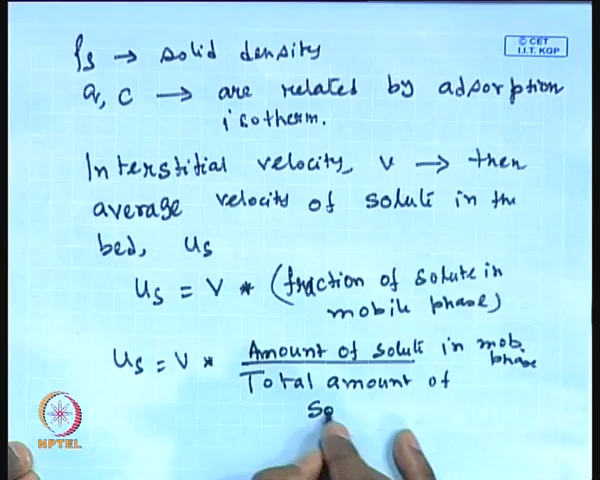 ρs → solid density
© CET
I.I.T. KGP
q, c → are related by adsorption
isotherm.
Interstitial velocity, v → then
average velocity of solute in the
bed, us
us = v * (fraction of solute in
mobile phase)
us = v * Amount of solute in mob.
phase
Total amount of
So
NPTEL